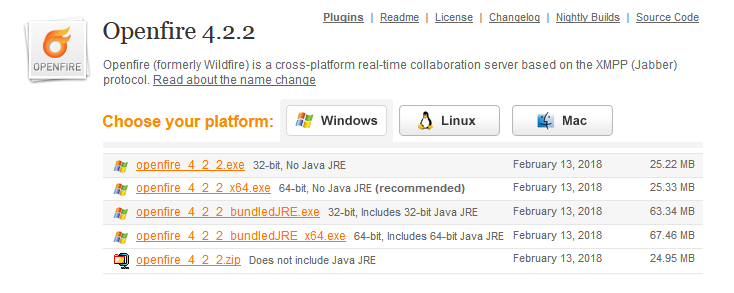 Plugins | Readme | License | Changelog | Nightly Builds | Source Code
OPENFIRE
Openfire 4.2.2
Openfire (formerly Wildfire) is a cross-platform real-time collaboration server based on the XMPP (Jabber)
protocol. Read about the name change
Choose your platform: Windows Linux Mac
openfire_4_2_2.exe 32-bit, No Java JRE February 13, 2018 25.22 MB
openfire_4_2_2_x64.exe 64-bit, No Java JRE (recommended) February 13, 2018 25.33 MB
openfire_4_2_2_bundledJRE.exe 32-bit, Includes 32-bit Java JRE February 13, 2018 63.34 MB
openfire_4_2_2_bundledJRE_x64.exe 64-bit, Includes 64-bit Java JRE February 13, 2018 67.46 MB
openfire_4_2_2.zip Does not include Java JRE February 13, 2018 24.95 MB